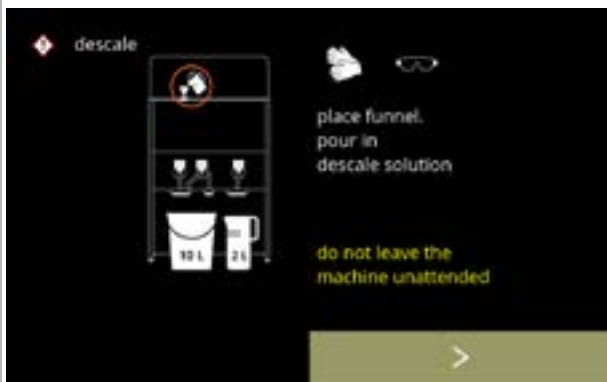 descale
place funnel.
pour in
descale solution
10 L
2 L
do not leave the
machine unattended
>